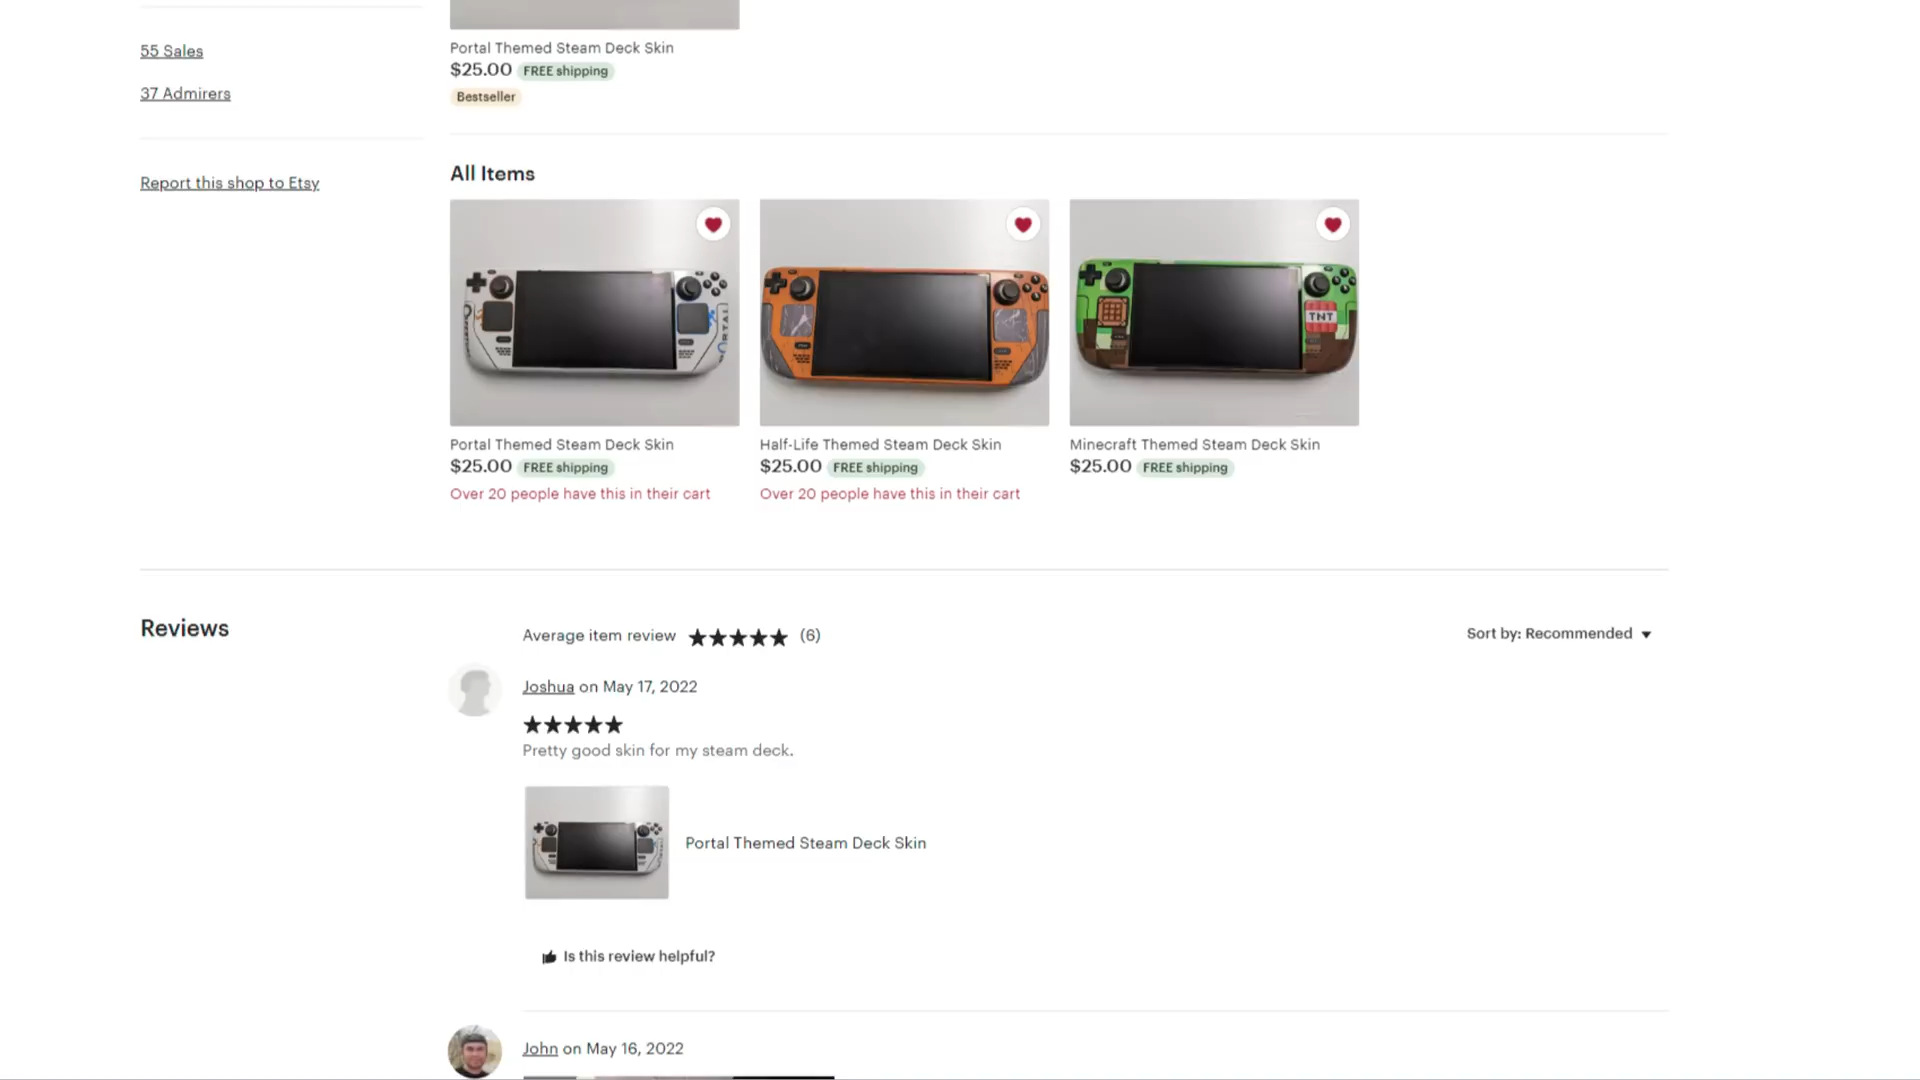 55 Sales
37 Admirers
Report this shop to Etsy
Portal Themed Steam Deck Skin
$25.00 FREE shipping
Bestseller
All Items
TNT
Portal Themed Steam Deck Skin
$25.00 FREE shipping
Over 20 people have this in their cart
Half-Life Themed Steam Deck Skin
$25.00 FREE shipping
Over 20 people have this in their cart
Minecraft Themed Steam Deck Skin
$25.00 FREE shipping
Reviews
Average item review ★★★★★ (6)
Sort by: Recommended
Joshua on May 17, 2022
★★★★★
Pretty good skin for my steam deck.
Portal Themed Steam Deck Skin
Is this review helpful?
John on May 16, 2022